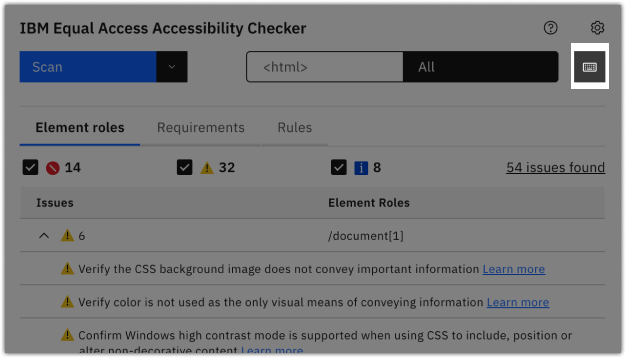 IBM Equal Access Accessibility Checker
Scan
<html>
All
Element roles
Requirements
Rules
14
32
8
54 issues found
Issues
Element Roles
6
/document[1]
Verify the CSS background image does not convey important information Learn more
Verify color is not used as the only visual means of conveying information Learn more
Confirm Windows high contrast mode is supported when using CSS to include, position or
alter non-decorative content Learn more